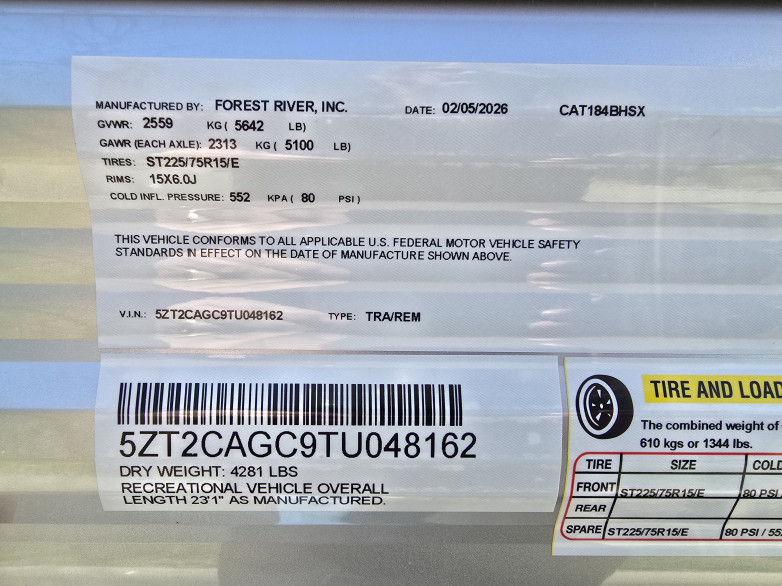 MANUFACTURED BY: FOREST RIVER, INC. DATE: 02/05/2026 CAT184BHSX
GVWR: 2559 KG ( 5642 LB)
GAWR (EACH AXLE): 2313 KG ( 5100 LB)
TIRES: ST225/75R15/E
RIMS: 15X6.0J
COLD INFL. PRESSURE: 552 KPA ( 80 PSI )
THIS VEHICLE CONFORMS TO ALL APPLICABLE U.S. FEDERAL MOTOR VEHICLE SAFETY
STANDARDS IN EFFECT ON THE DATE OF MANUFACTURE SHOWN ABOVE.
V.I.N.: 5ZT2CAGC9TU048162 TYPE: TRA/REM
5ZT2CAGC9TU048162
DRY WEIGHT: 4281 LBS
RECREATIONAL VEHICLE OVERALL
LENGTH 23'1" AS MANUFACTURED.
TIRE AND LOAD
The combined weight of
610 kgs or 1344 lbs.
TIRE SIZE COLD
FRONT ST225/75R15/E 80 PSI /
REAR
SPARE ST225/75R15/E 80 PSI / 55